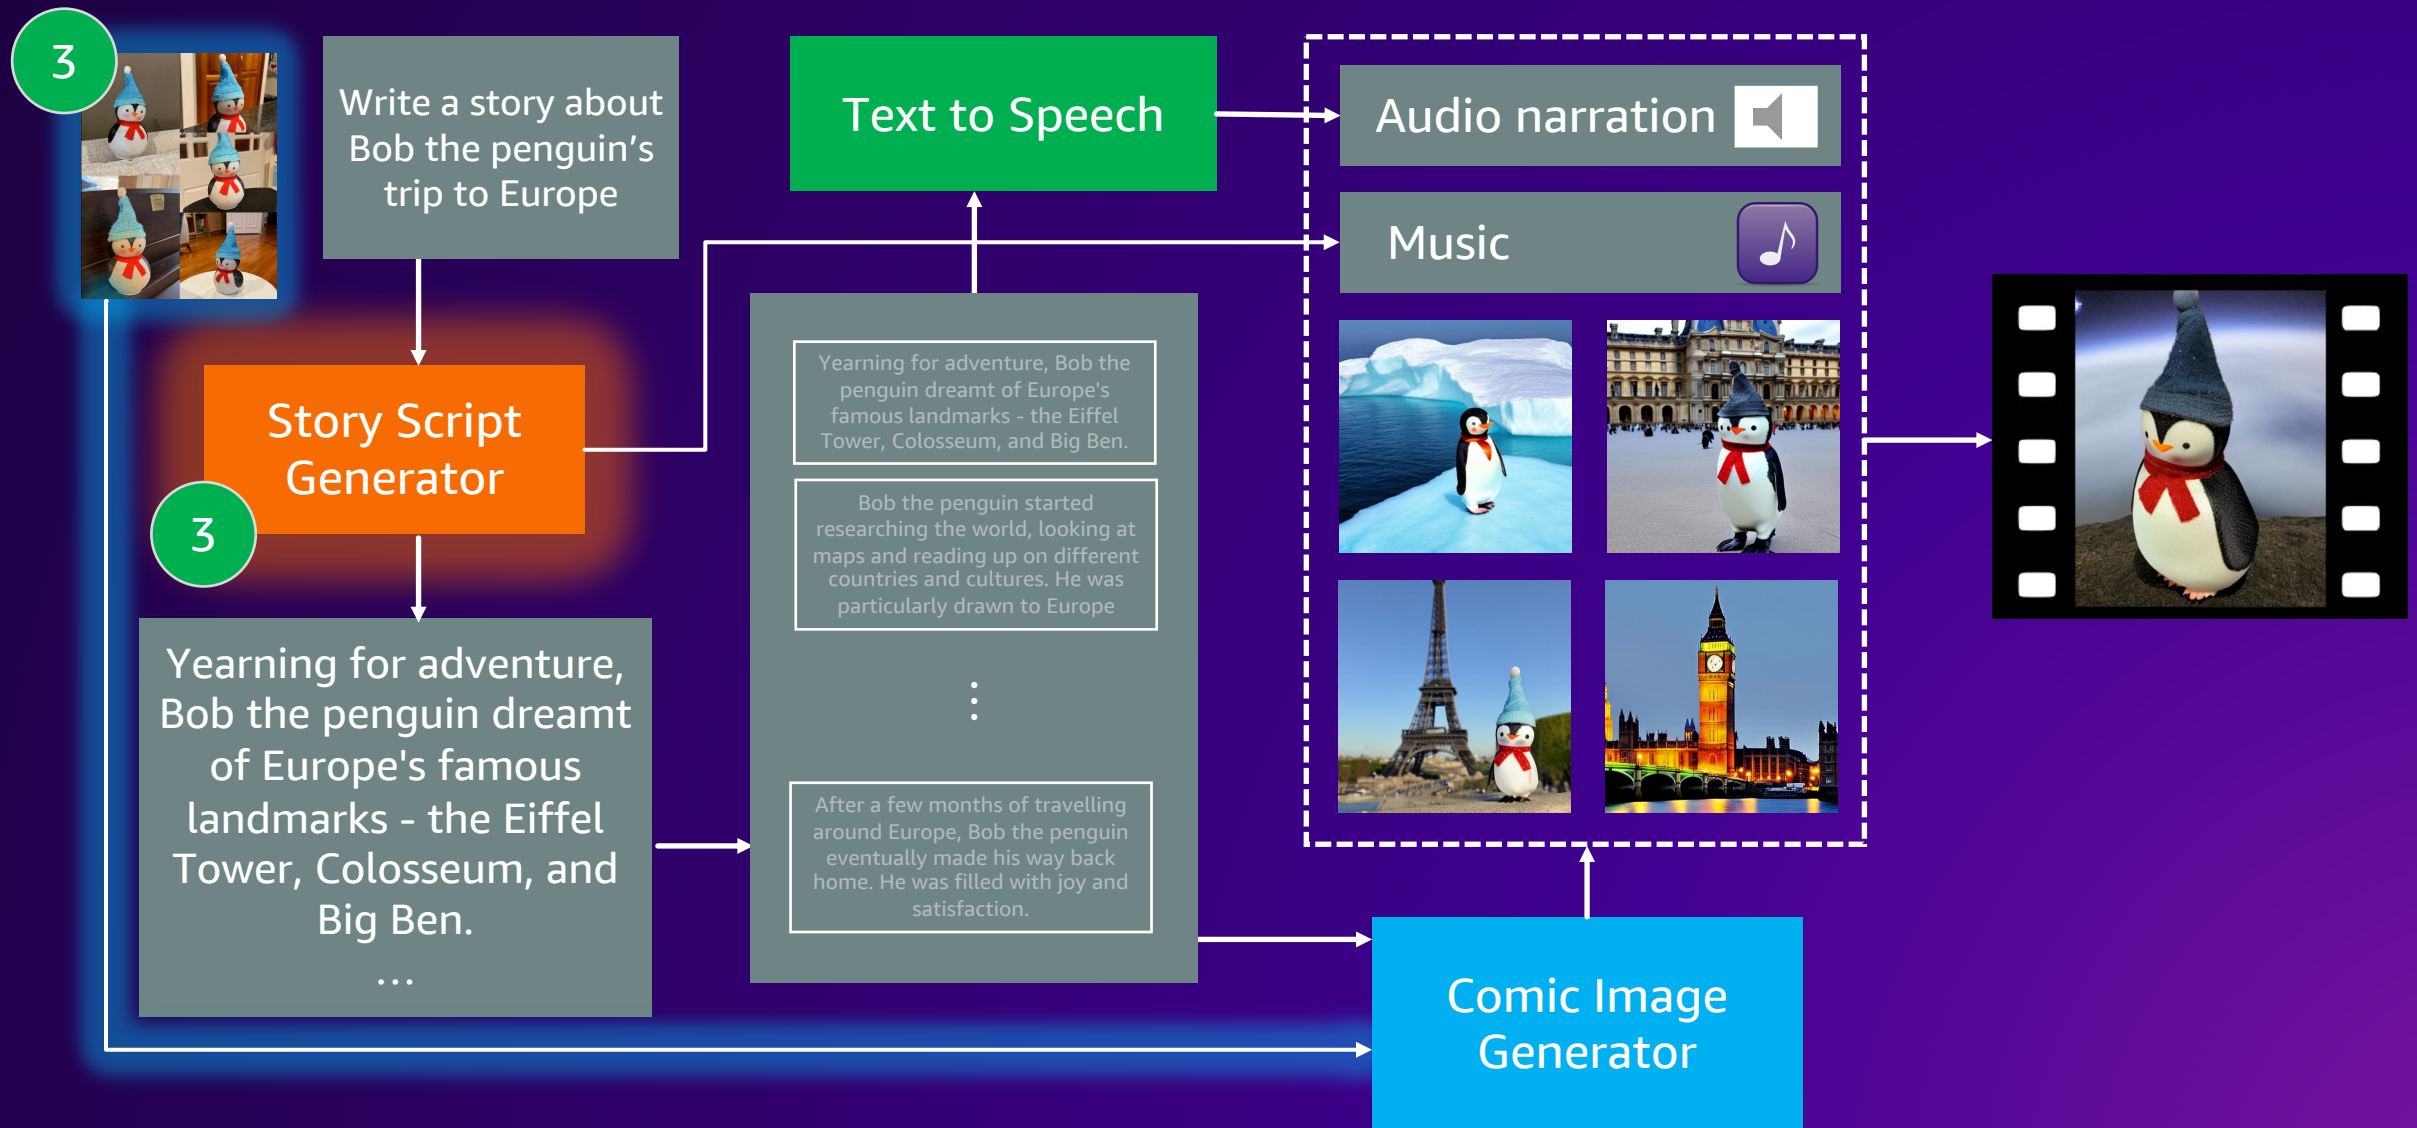 3
Write a story about
Bob the penguin’s
trip to Europe
Story Script
Generator
3
Yearning for adventure,
Bob the penguin dreamt
of Europe's famous
landmarks - the Eiffel
Tower, Colosseum, and
Big Ben.
...
Text to Speech
Yearning for adventure, Bob the
penguin dreamt of Europe's
famous landmarks - the Eiffel
Tower, Colosseum, and Big Ben.
Bob the penguin started
researching the world, looking at
maps and reading up on different
countries and cultures. He was
particularly drawn to Europe
⋮
After a few months of travelling
around Europe, Bob the penguin
eventually made his way back
home. He was filled with joy and
satisfaction.
Audio narration
Music
Comic Image
Generator